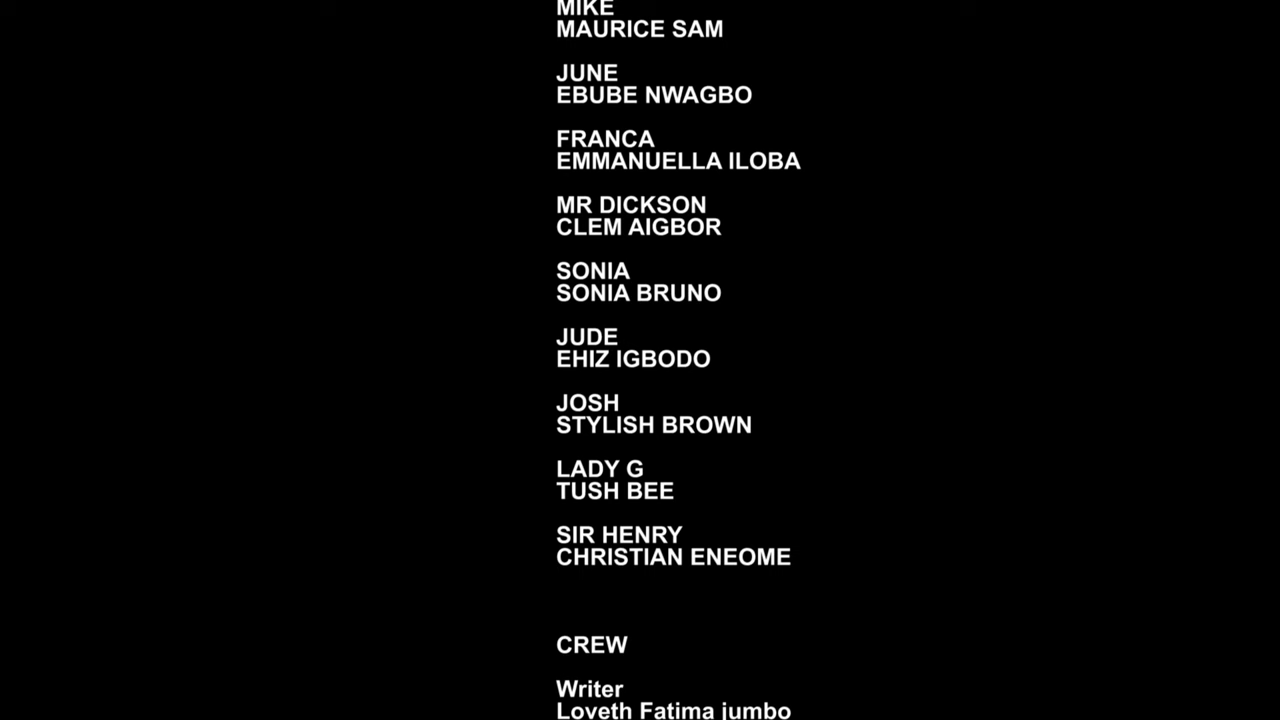 MIKE
MAURICE SAM
JUNE
EBUBE NWAGBO
FRANCA
EMMANUELLA ILOBA
MR DICKSON
CLEM AIGBOR
SONIA
SONIA BRUNO
JUDE
EHIZ IGBODO
JOSH
STYLISH BROWN
LADY G
TUSH BEE
SIR HENRY
CHRISTIAN ENEOME
CREW
Writer
Loveth Fatima jumbo